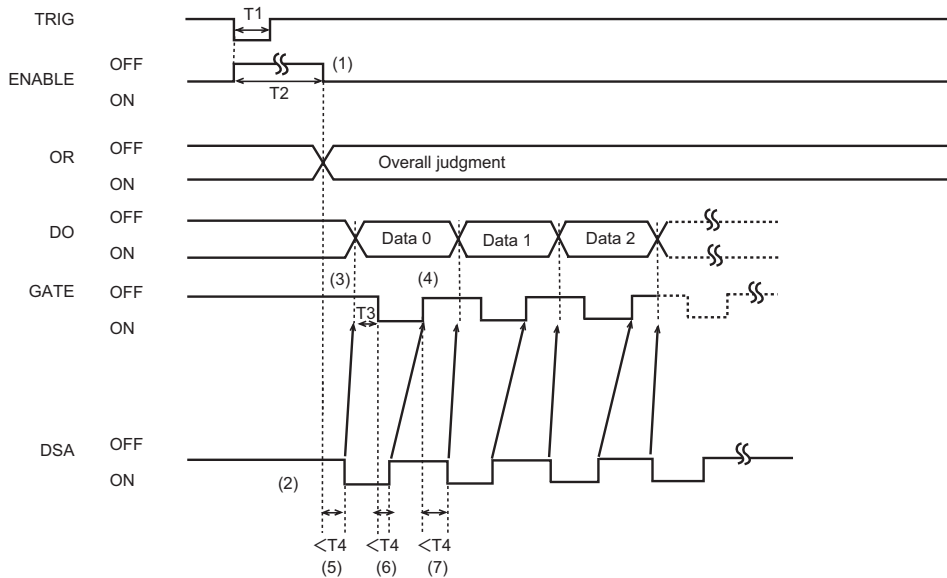 TRIG
T1
ENABLE OFF (1)
T2
ON
OR OFF
Overall judgment
ON
DO OFF
Data 0 Data 1 Data 2
ON
(3) (4)
GATE OFF
T3
ON
DSA OFF
ON
(2)
<T4 <T4 <T4
(5) (6) (7)